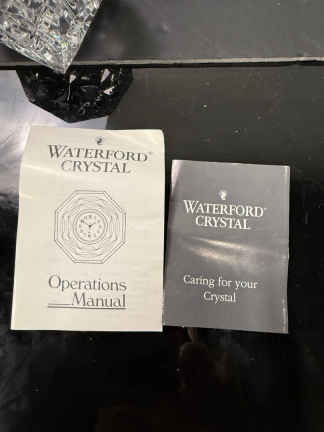 WATERFORD
CRYSTAL
Operations
Manual
WATERFORD
CRYSTAL
Caring for your
Crystal